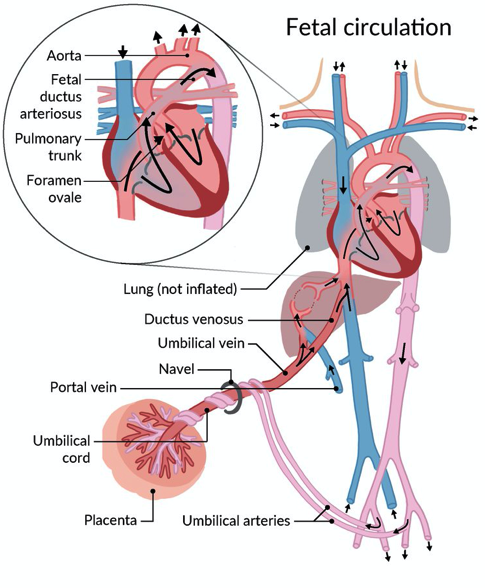 Fetal circulation
Aorta
Fetal
ductus
arteriosus
Pulmonary
trunk
Foramen
ovale
Lung (not inflated)
Ductus venosus
Umbilical vein
Navel
Portal vein
Umbilical
cord
Placenta
Umbilical arteries